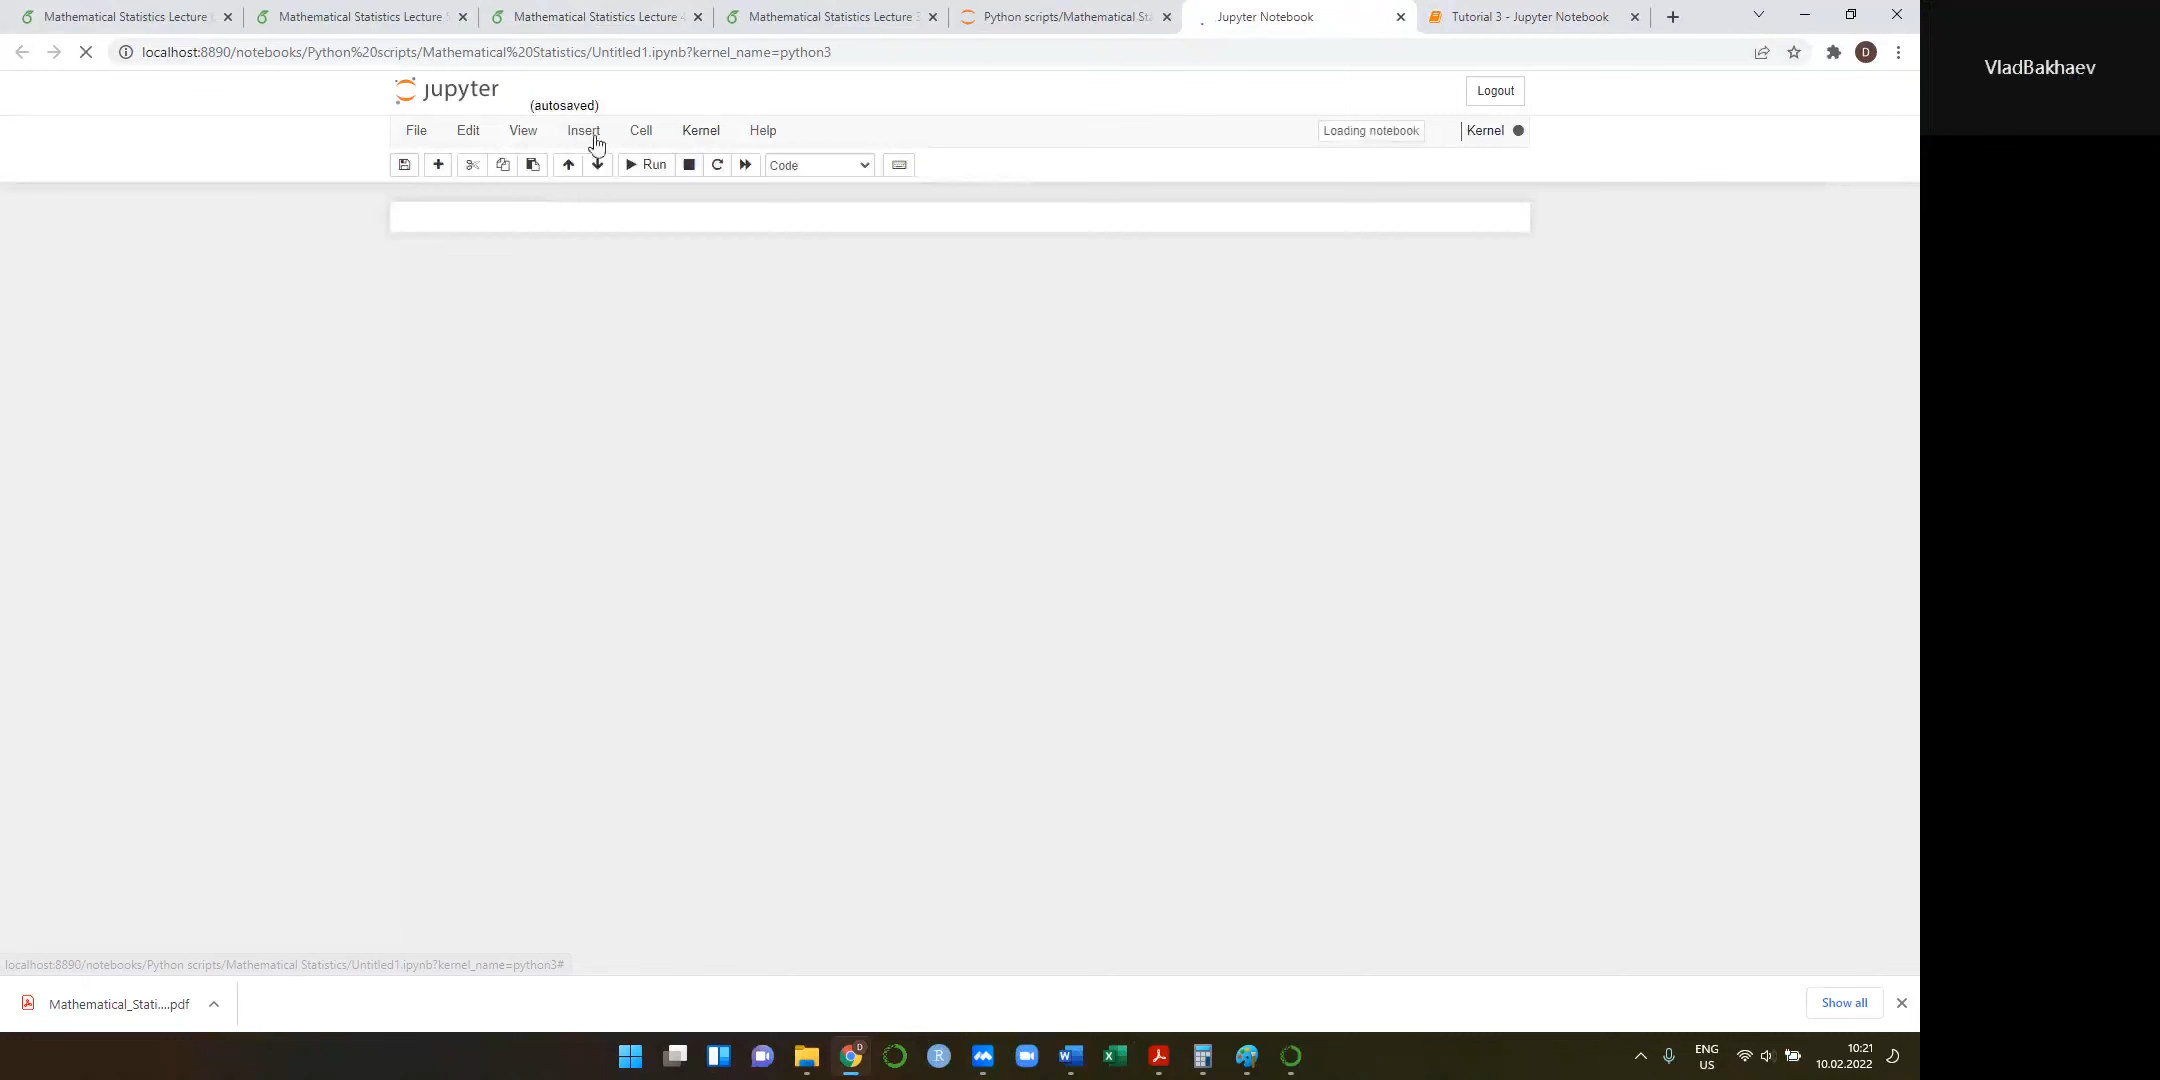 Mathematical Statistics Lecture
Mathematical Statistics Lecture
Mathematical Statistics Lecture
Mathematical Statistics Lecture
Python scripts/Mathematical St
Jupyter Notebook
Tutorial 3 - Jupyter Notebook
localhost:8890/notebooks/Python%20scripts/Mathematical%20Statistics/Untitled1.ipynb?kernel_name=python3
D
VladBakhaev
jupyter
(autosaved)
Logout
File Edit View Insert Cell Kernel Help
Loading notebook
Kernel
Run
Code
localhost:8890/notebooks/Python scripts/Mathematical Statistics/Untitled1.ipynb?kernel_name=python3#
Mathematical_Stati....pdf
Show all
ENG
US
10:21
10.02.2022